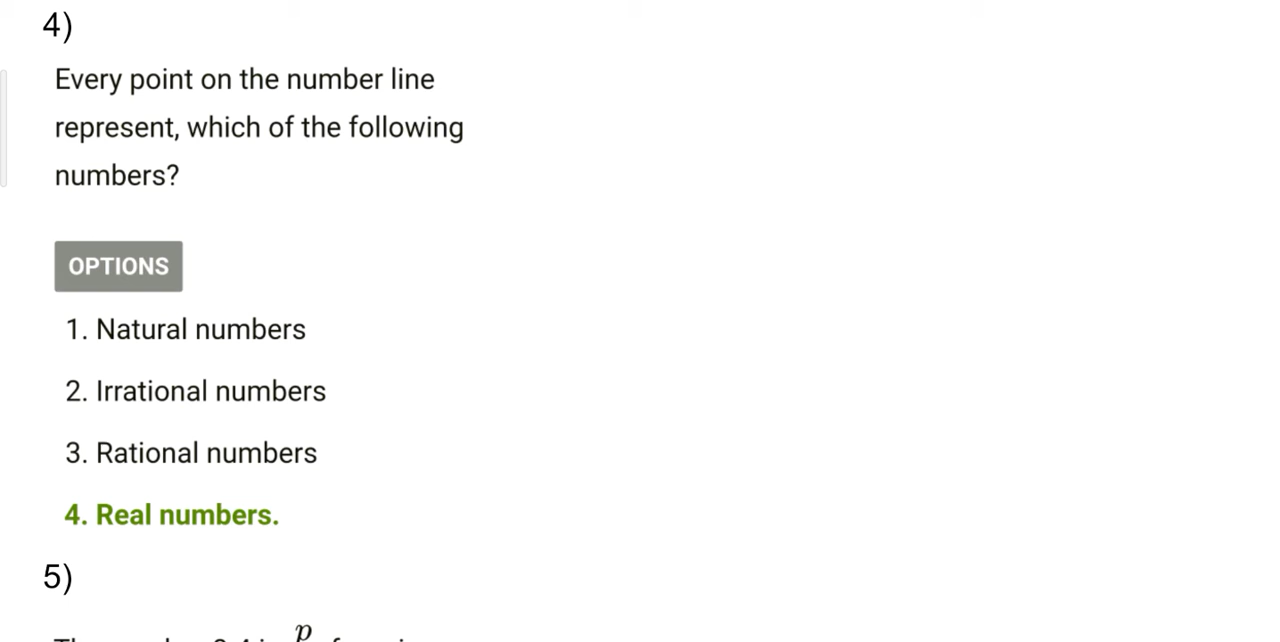 4)
Every point on the number line
represent, which of the following
numbers?
OPTIONS
1. Natural numbers
2. Irrational numbers
3. Rational numbers
4. Real numbers.
5)
p